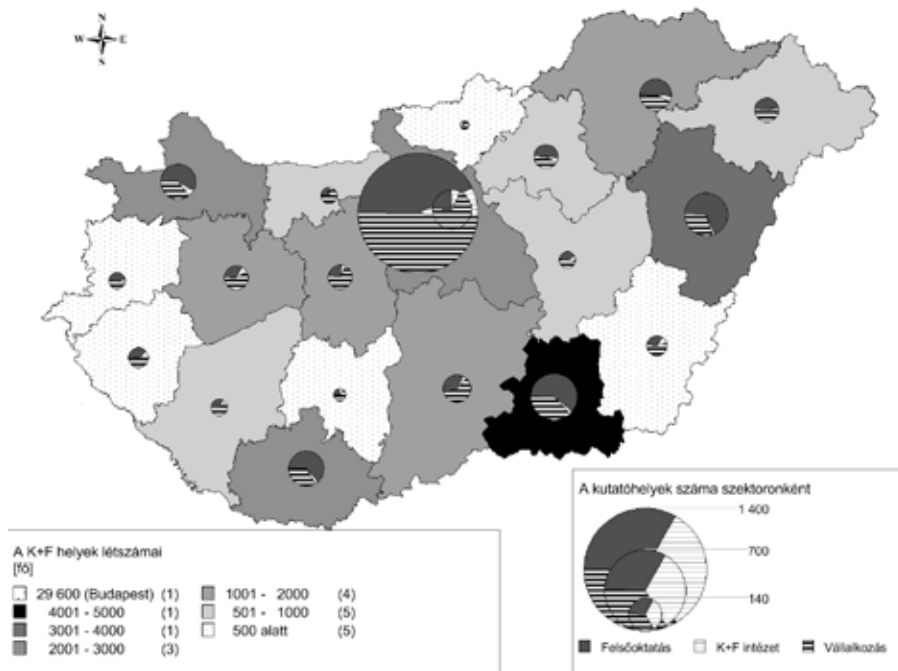 N
W E
S
A kutatóhelyek száma szektoronként
1 400
700
140
Felsőoktatás K+F intézet Vállalkozás
A K+F helyek létszámai
[fő]
29 600 (Budapest) (1)
4001 - 5000 (1)
3001 - 4000 (1)
2001 - 3000 (3)
1001 - 2000 (4)
501 - 1000 (5)
500 alatt (5)